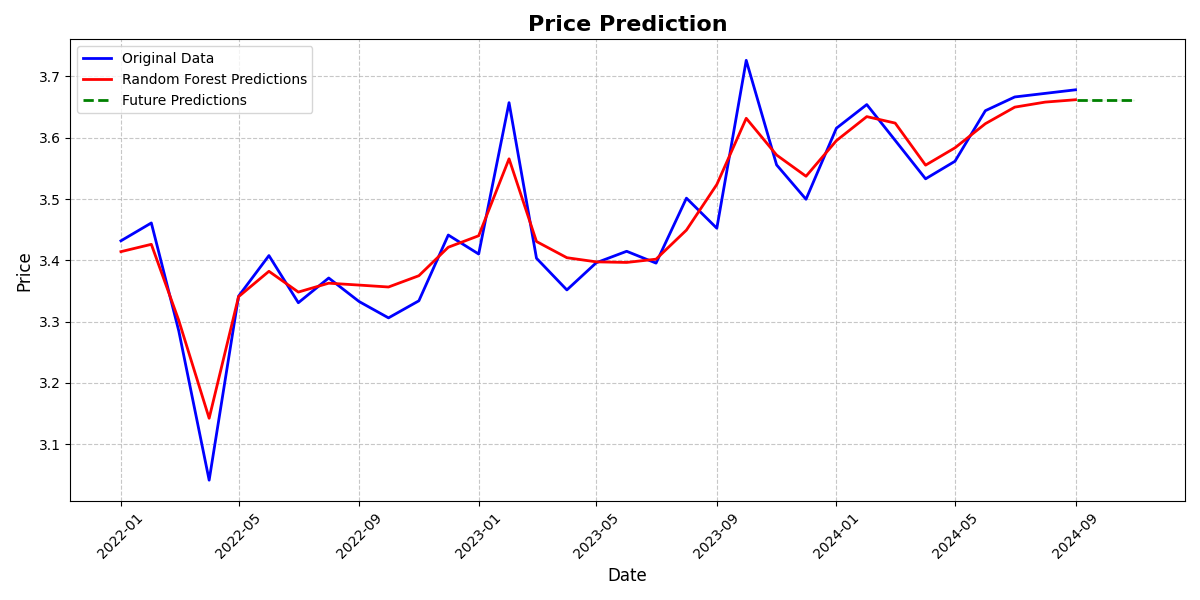 Price Prediction
Original Data
Random Forest Predictions
Future Predictions
Price
3.7
3.6
3.5
3.4
3.3
3.2
3.1
2022-01
2022-05
2022-09
2023-01
2023-05
2023-09
2024-01
2024-05
2024-09
Date